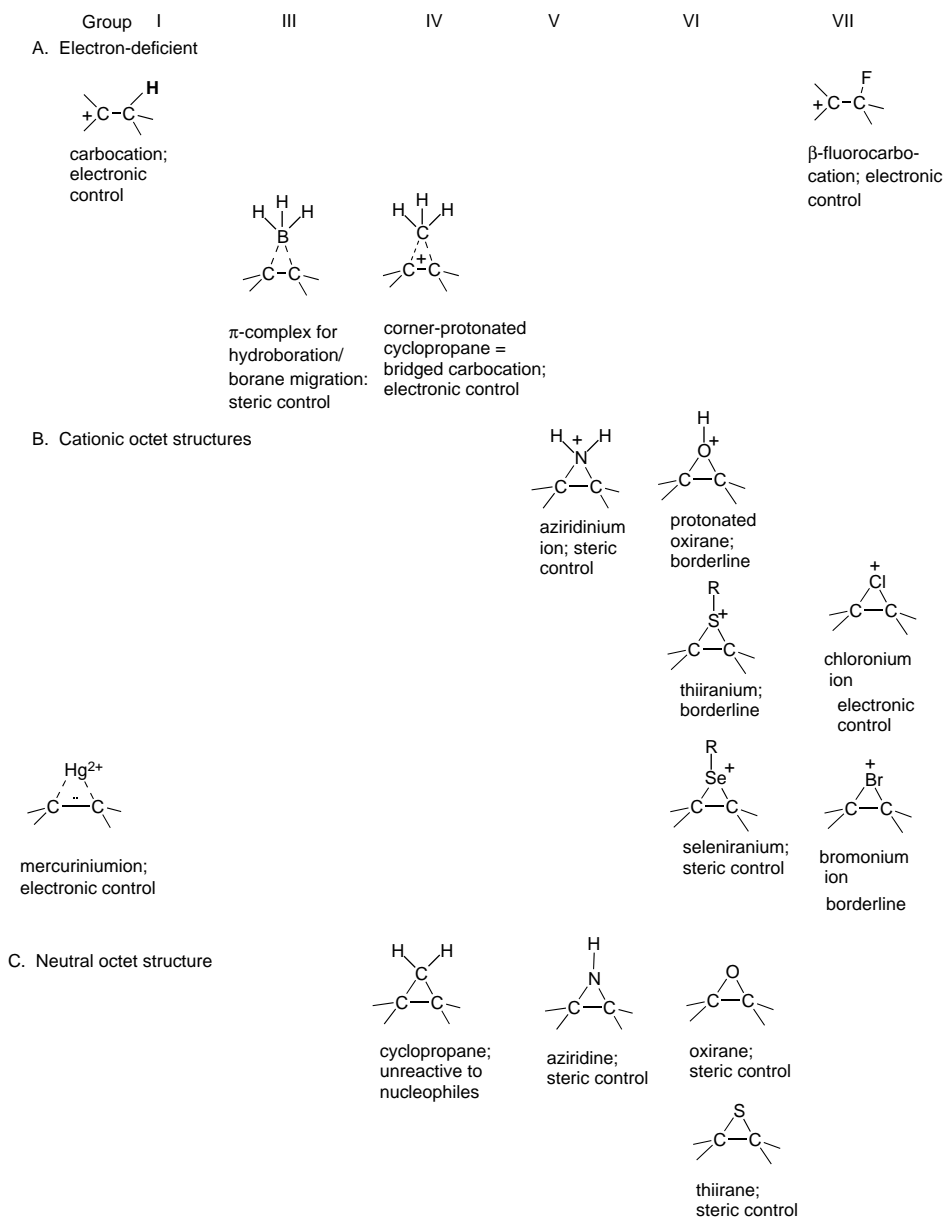 Group I III IV V VI VII
A. Electron-deficient
H
+C–C
carbocation;
electronic
control
F
+C–C
β-fluorocarbo-
cation; electronic
control
H H H
B
C–C
π-complex for
hydroboration/
borane migration:
steric control
H H H
C
C+C
corner-protonated
cyclopropane =
bridged carbocation;
electronic control
B. Cationic octet structures
H + H
N
C C
aziridinium
ion; steric
control
H
O+
C C
protonated
oxirane;
borderline
R
S+
C C
thiiranium;
borderline
+
Cl
C C
chloronium
ion
electronic
control
Hg2+
C .. C
mercuriniumion;
electronic control
R
Se+
C C
seleniranium;
steric control
+
Br
C C
bromonium
ion
borderline
C. Neutral octet structure
H H
C
C C
cyclopropane;
unreactive to
nucleophiles
H
N
C C
aziridine;
steric control
O
C C
oxirane;
steric control
S
C C
thiirane;
steric control